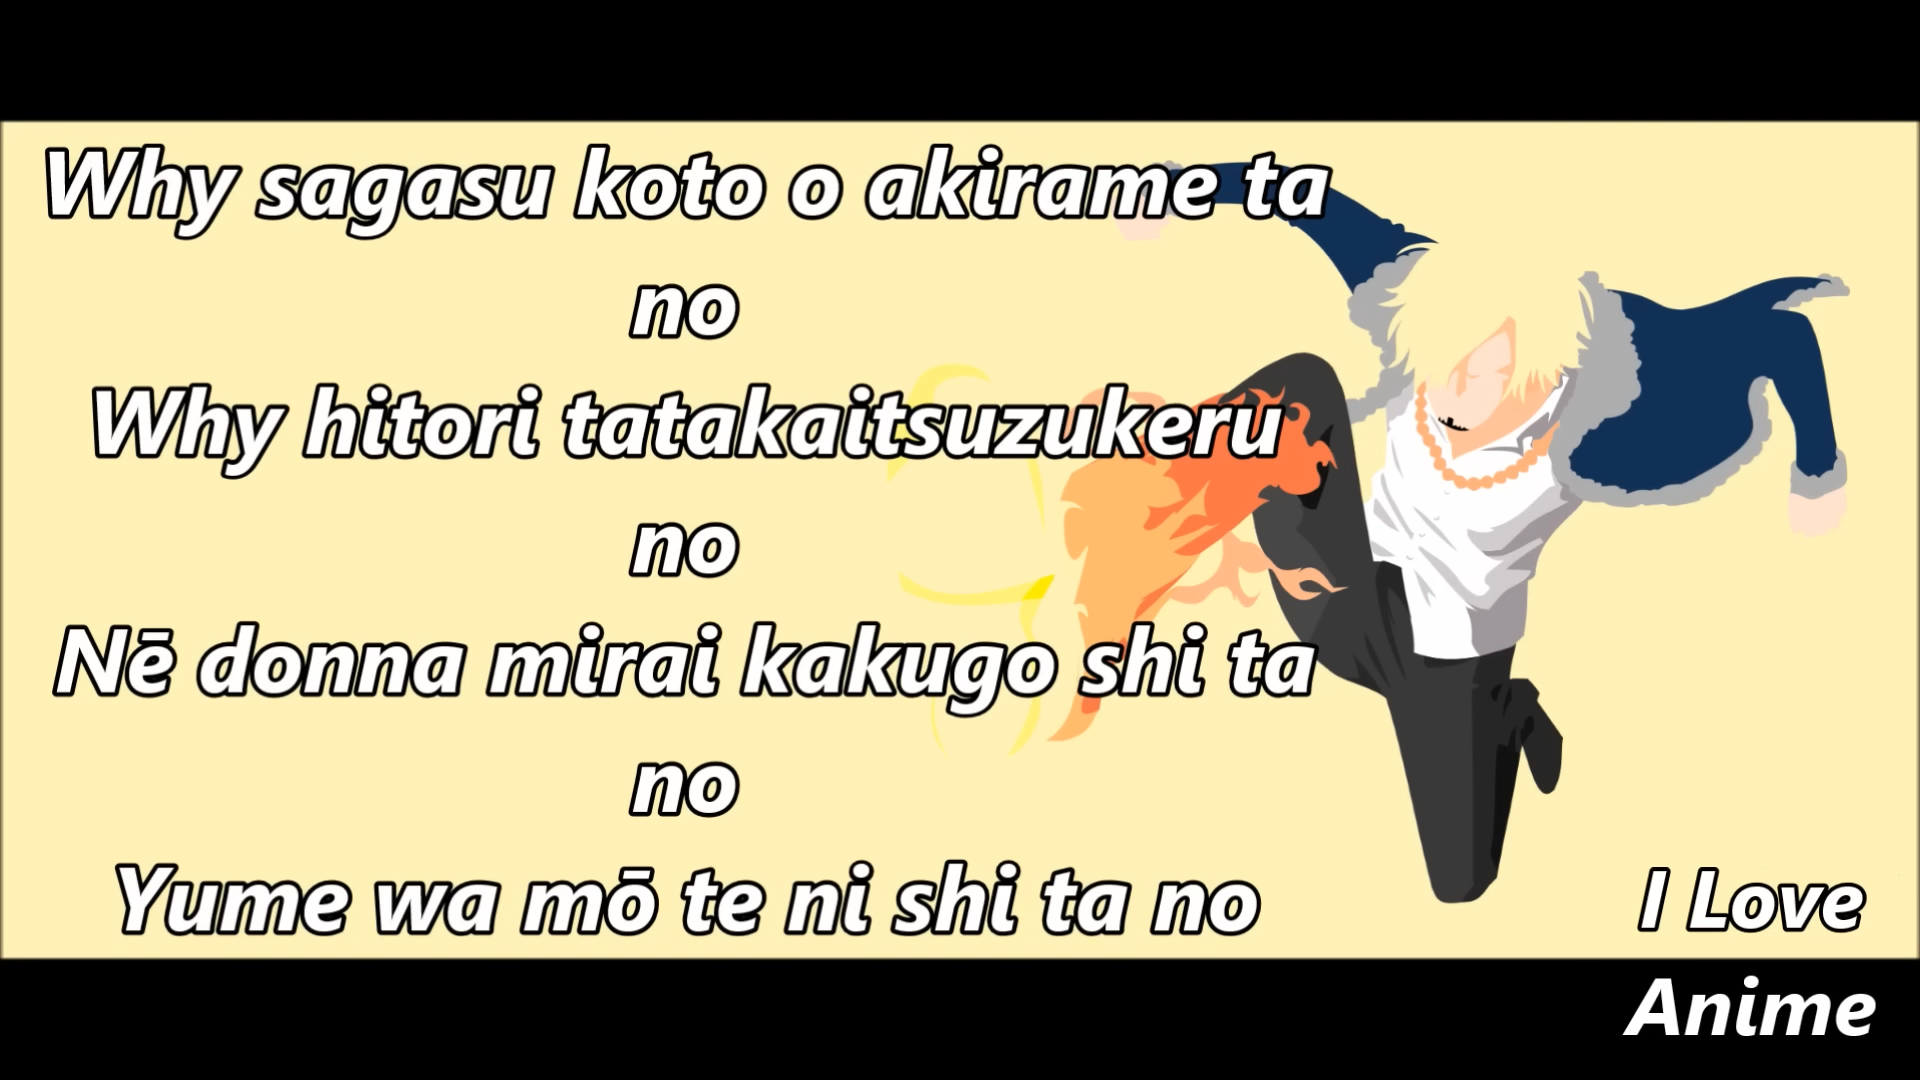 Why sagasu koto o akirame ta
no
Why hitori tatakaitsuzukeru
no
Nē donna mirai kakugo shi ta
no
Yume wa mō te ni shi ta no
I Love
Anime